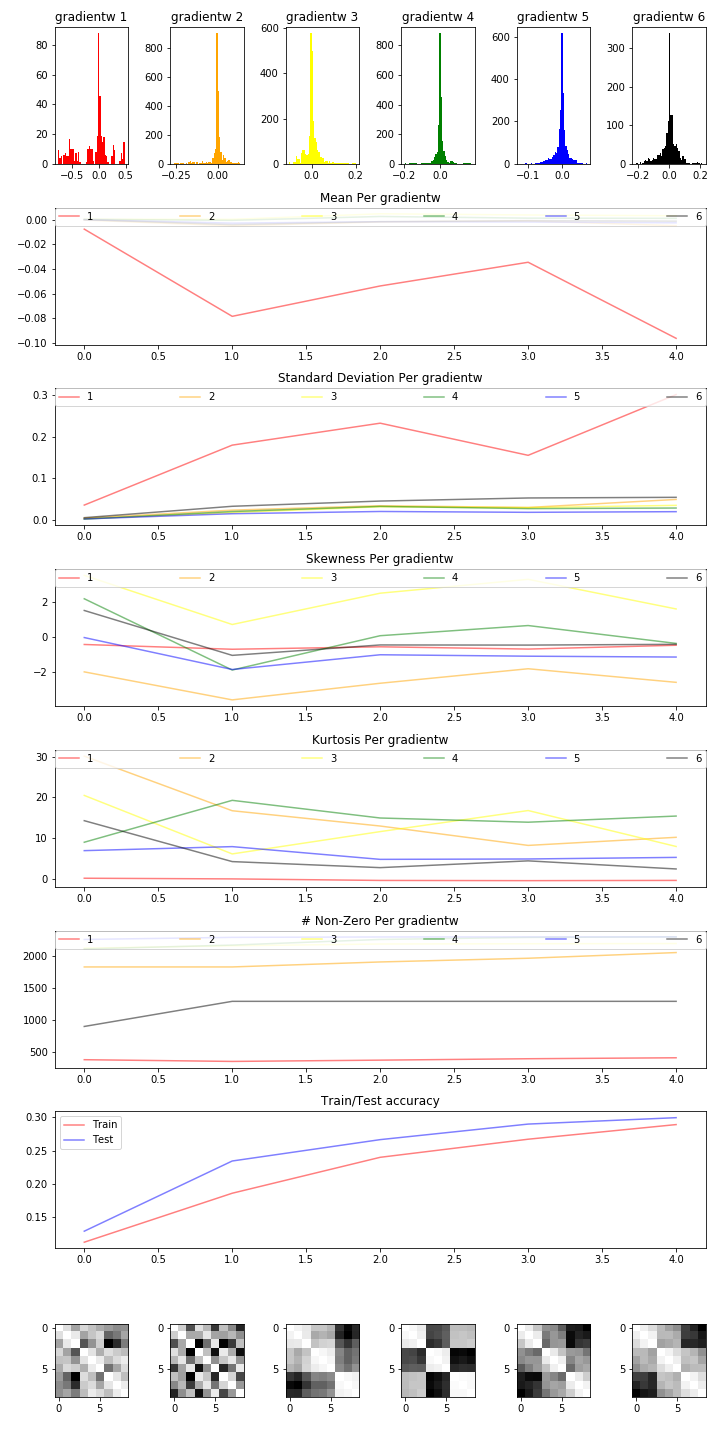 gradientw 1 gradientw 2 gradientw 3 gradientw 4 gradientw 5 gradientw 6
80 60 40 20 0
−0.5 0.0 0.5
800 600 400 200 0
−0.25 0.00
600 400 200 0
0.0 0.2
400 300 200 100 0
−0.2 0.0
600 400 200 0
−0.1 0.0
300 200 100 0
−0.2 0.0 0.2
Mean Per gradientw
1 2 3 4 5 6
0.00
−0.02
−0.04
−0.06
−0.08
−0.10
0.0 0.5 1.0 1.5 2.0 2.5 3.0 3.5 4.0
Standard Deviation Per gradientw
1 2 3 4 5 6
0.3
0.2
0.1
0.0
0.0 0.5 1.0 1.5 2.0 2.5 3.0 3.5 4.0
Skewness Per gradientw
1 2 3 4 5 6
2
0
−2
0.0 0.5 1.0 1.5 2.0 2.5 3.0 3.5 4.0
Kurtosis Per gradientw
1 2 3 4 5 6
30
20
10
0
0.0 0.5 1.0 1.5 2.0 2.5 3.0 3.5 4.0
# Non-Zero Per gradientw
1 2 3 4 5 6
2000
1500
1000
500
0.0 0.5 1.0 1.5 2.0 2.5 3.0 3.5 4.0
Train/Test accuracy
Train
Test
0.30
0.25
0.20
0.15
0.0 0.5 1.0 1.5 2.0 2.5 3.0 3.5 4.0
0 0 0 0 0 0
5 5 5 5 5 5
0 5 0 5 0 5 0 5 0 5 0 5